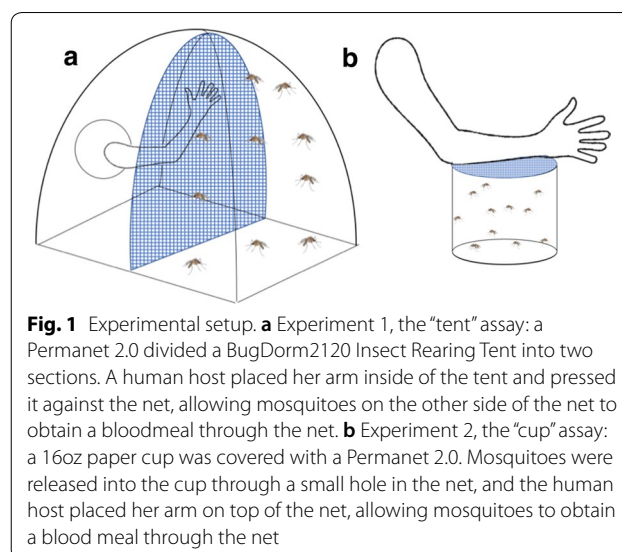 a
b
Fig. 1 Experimental setup. a Experiment 1, the “tent” assay: a
Permanet 2.0 divided a BugDorm2120 Insect Rearing Tent into two
sections. A human host placed her arm inside of the tent and pressed
it against the net, allowing mosquitoes on the other side of the net to
obtain a bloodmeal through the net. b Experiment 2, the “cup” assay:
a 16oz paper cup was covered with a Permanet 2.0. Mosquitoes were
released into the cup through a small hole in the net, and the human
host placed her arm on top of the net, allowing mosquitoes to obtain
a blood meal through the net